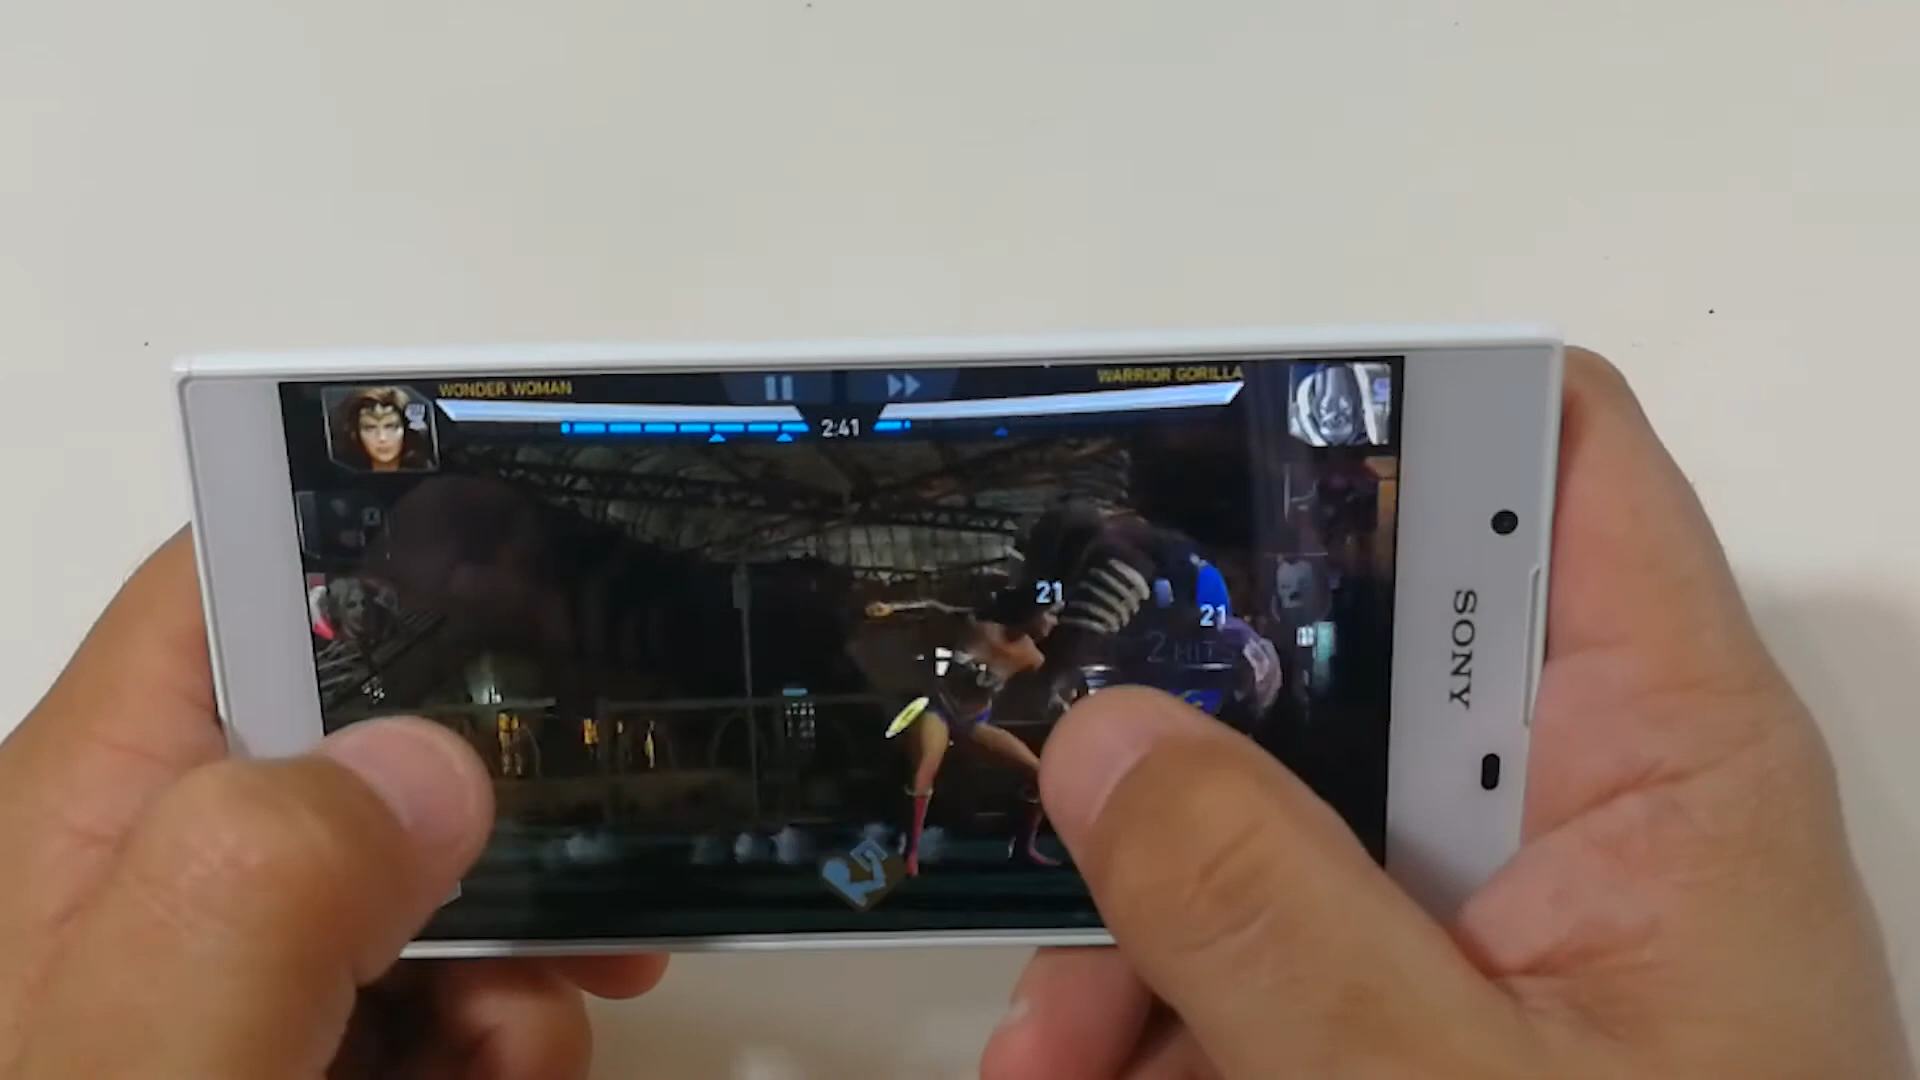 WONDER WOMAN
WARRIOR GORILLA
2:41
21
21
2 HIT
SONY